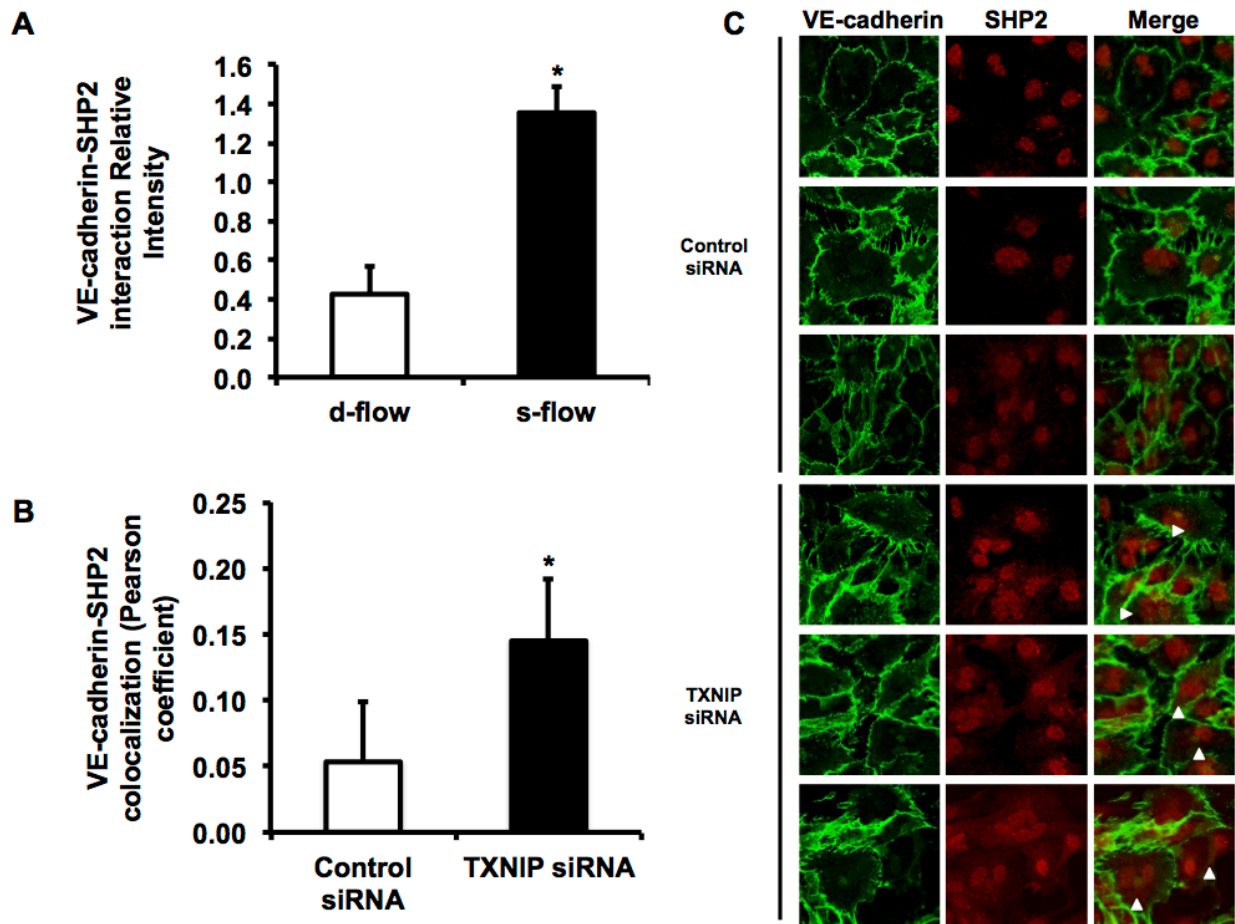 A
VE-cadherin-SHP2
interaction Relative
Intensity
1.6
1.4
1.2
1.0
0.8
0.6
0.4
0.2
0.0
*
d-flow
s-flow
B
VE-cadherin-SHP2
colocalization (Pearson
coefficient)
0.25
0.20
0.15
0.10
0.05
0.00
*
Control
siRNA
TXNIP siRNA
C
VE-cadherin
SHP2
Merge
Control
siRNA
TXNIP
siRNA